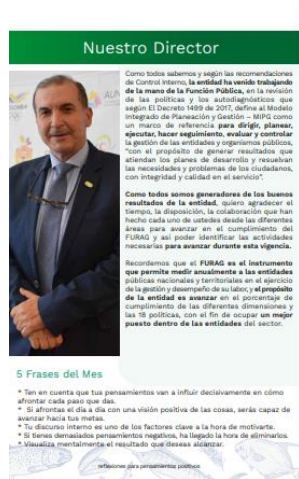 Nuestro Director
Como todos sabemos y según las recomendaciones
de Control Interno, la entidad ha venido trabajando
de la mano de la Función Pública, en la revisión
de las políticas y los autodiagnósticos que
según El Decreto 1499 de 2017, define al Modelo
Integrado de Planeación y Gestión – MIPG como
un marco de referencia para dirigir, planear,
ejecutar, hacer seguimiento, evaluar y controlar
la gestión de las entidades y organismos públicos,
"con el propósito de generar resultados que
atiendan los planes de desarrollo y resuelvan
las necesidades y problemas de los ciudadanos,
con integridad y calidad en el servicio".
Como todos somos generadores de los buenos
resultados de la entidad, quiero agradecer el
tiempo, la disposición, la colaboración que han
hecho cada uno de ustedes desde las diferentes
áreas para avanzar en el cumplimiento del
FURAG y así poder identificar las actividades
necesarias para avanzar durante esta vigencia.
Recordemos que el FURAG es el instrumento
que permite medir anualmente a las entidades
públicas nacionales y territoriales en el ejercicio
de la gestión y desempeño de su labor, y el propósito
de la entidad es avanzar en el porcentaje de
cumplimiento de las diferentes dimensiones y
las 18 políticas, con el fin de ocupar un mejor
puesto dentro de las entidades del sector.
5 Frases del Mes
* Ten en cuenta que tus pensamientos van a influir decisivamente en cómo
afrontar cada paso que das.
* Si afrontas el día a día con una visión positiva de las cosas, serás capaz de
avanzar hacia tus metas.
* Tu discurso interno es uno de los factores clave a la hora de motivarte.
* Si tienes demasiados pensamientos negativos, ha llegado la hora de eliminarlos.
* Visualiza mentalmente el resultado que deseas alcanzar.
reflexiones para pensamientos positivos